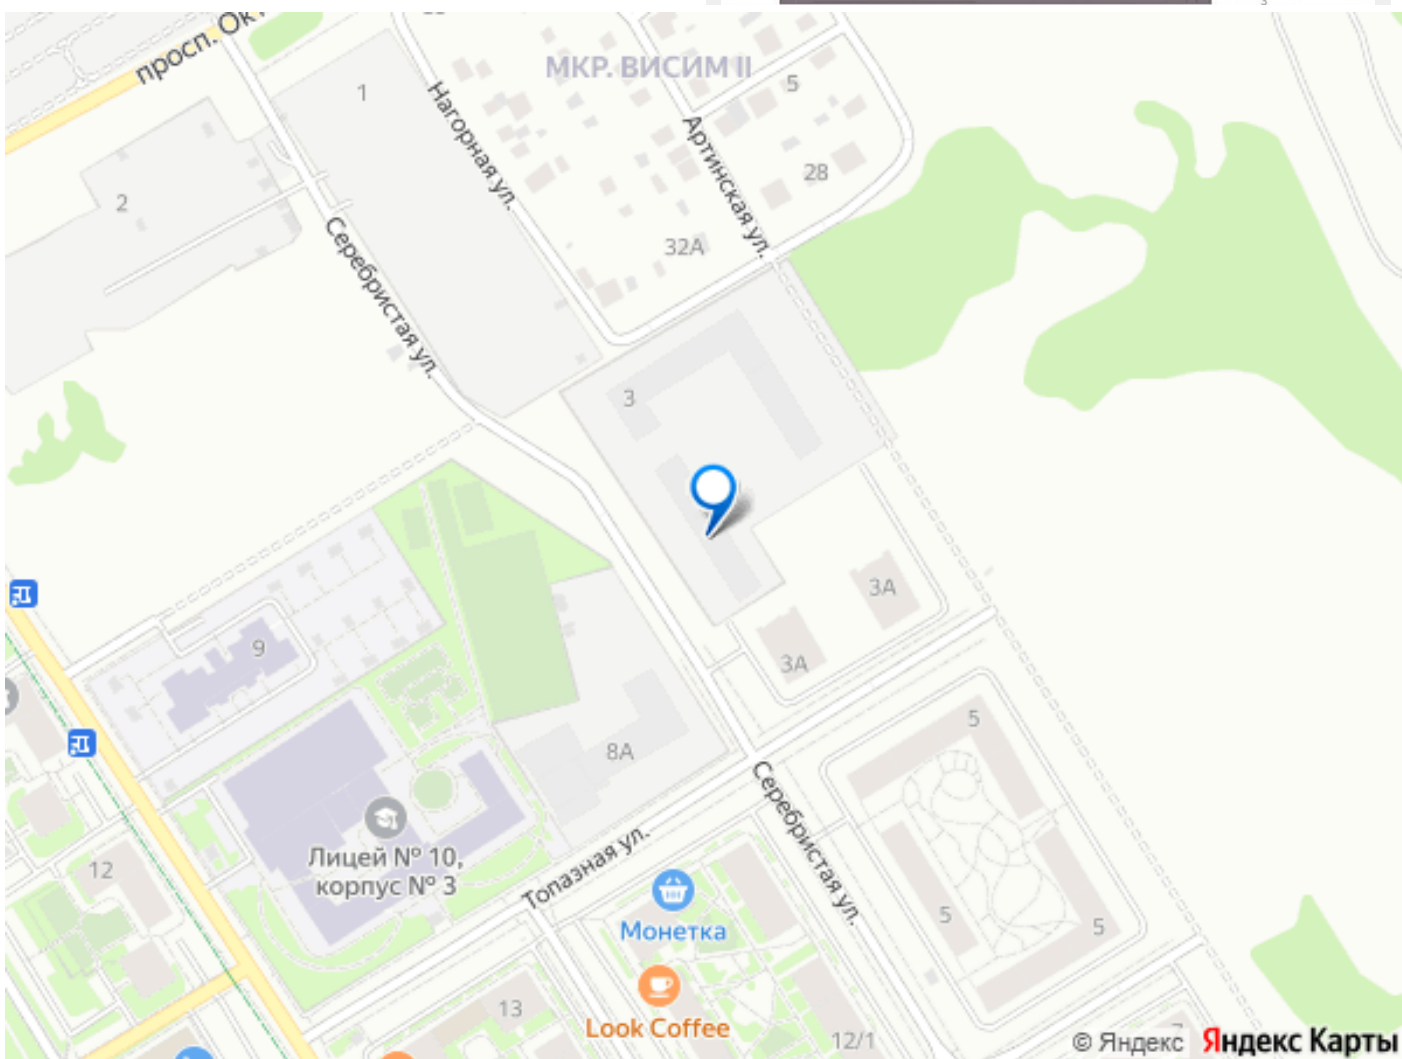 просп. Ок
МКР. ВИСИМ II
1
5
Нагорная ул.
Артинская ул.
28
2
32А
Серебристая ул.
3
3А
9
3А
5
8А
Серебристая ул.
Лицей № 10,
корпус № 3
12
Топазная ул.
Монетка
5
5
13
Look Coffee
12/1
© Яндекс Яндекс Карты